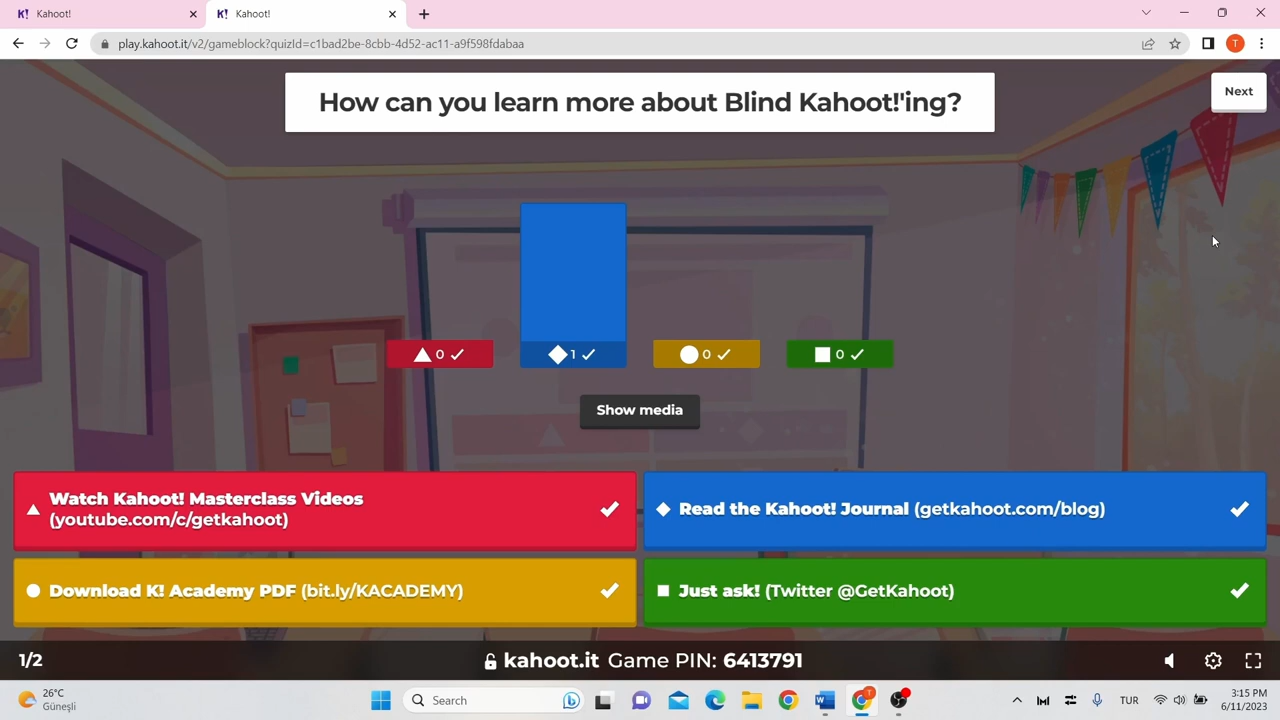 K! Kahoot!
K! Kahoot!
play.kahoot.it/v2/gameblock?quizId=c1bad2be-8cbb-4d52-ac11-a9f598fdabaa
T
How can you learn more about Blind Kahoot!'ing?
Next
0
1
0
0
Show media
Watch Kahoot! Masterclass Videos
(youtube.com/c/getkahoot)
Read the Kahoot! Journal (getkahoot.com/blog)
Download K! Academy PDF (bit.ly/KACADEMY)
Just ask! (Twitter @GetKahoot)
1/2
kahoot.it Game PIN: 6413791
26°C
Güneşli
Search
TUR
3:15 PM
6/11/2023